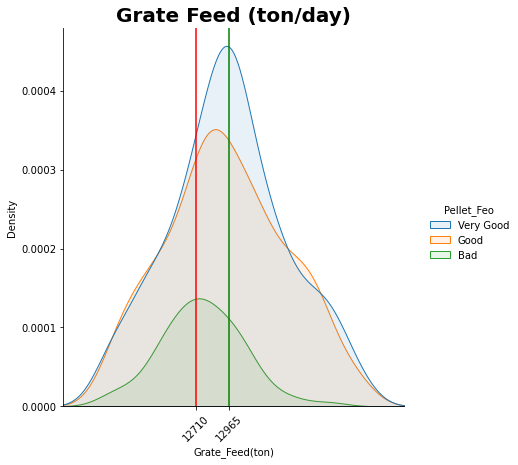 Grate Feed (ton/day)
0.0004
0.0003
0.0002
0.0001
0.0000
Density
12710
12965
Grate_Feed(ton)
Pellet_Feo
Very Good
Good
Bad